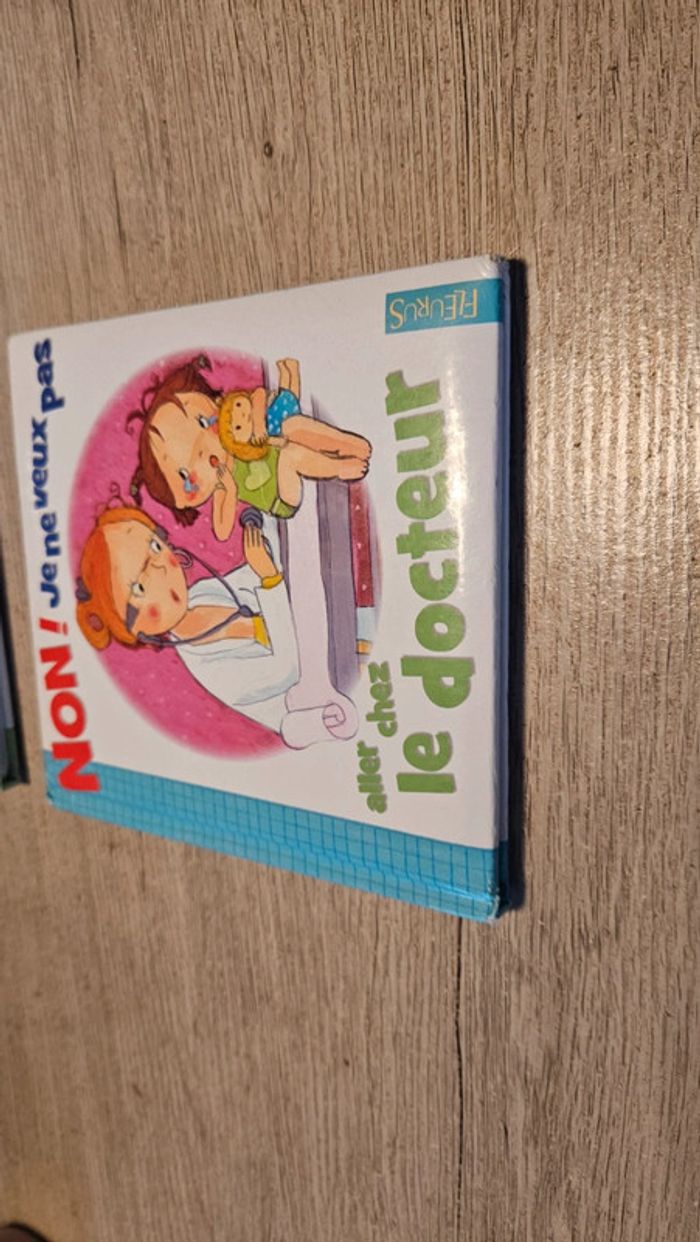 NON ! Je ne veux
pas
aller chez
le docteur
FLEURUS